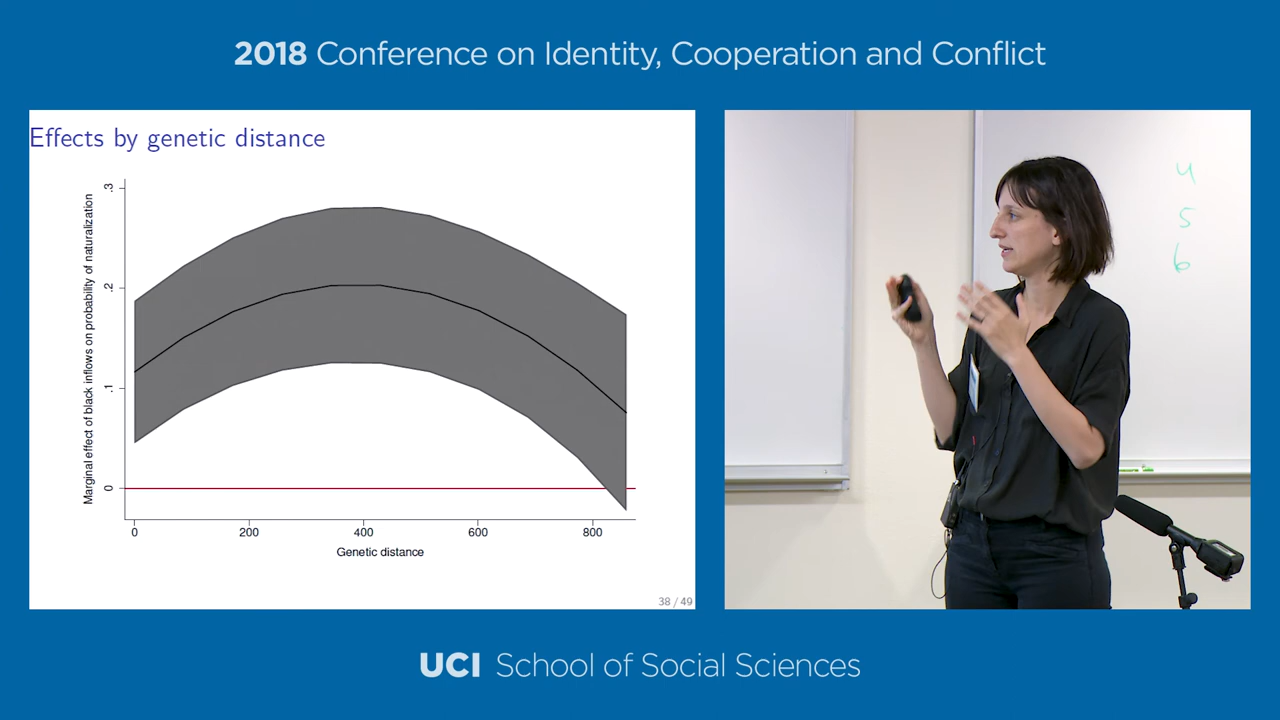 2018 Conference on Identity, Cooperation and Conflict
Effects by genetic distance
Marginal effect of black inflows on probability of naturalization
.3
.2
.1
0
0 200 400 600 800
Genetic distance
38 / 49
4
5
6
UCI School of Social Sciences